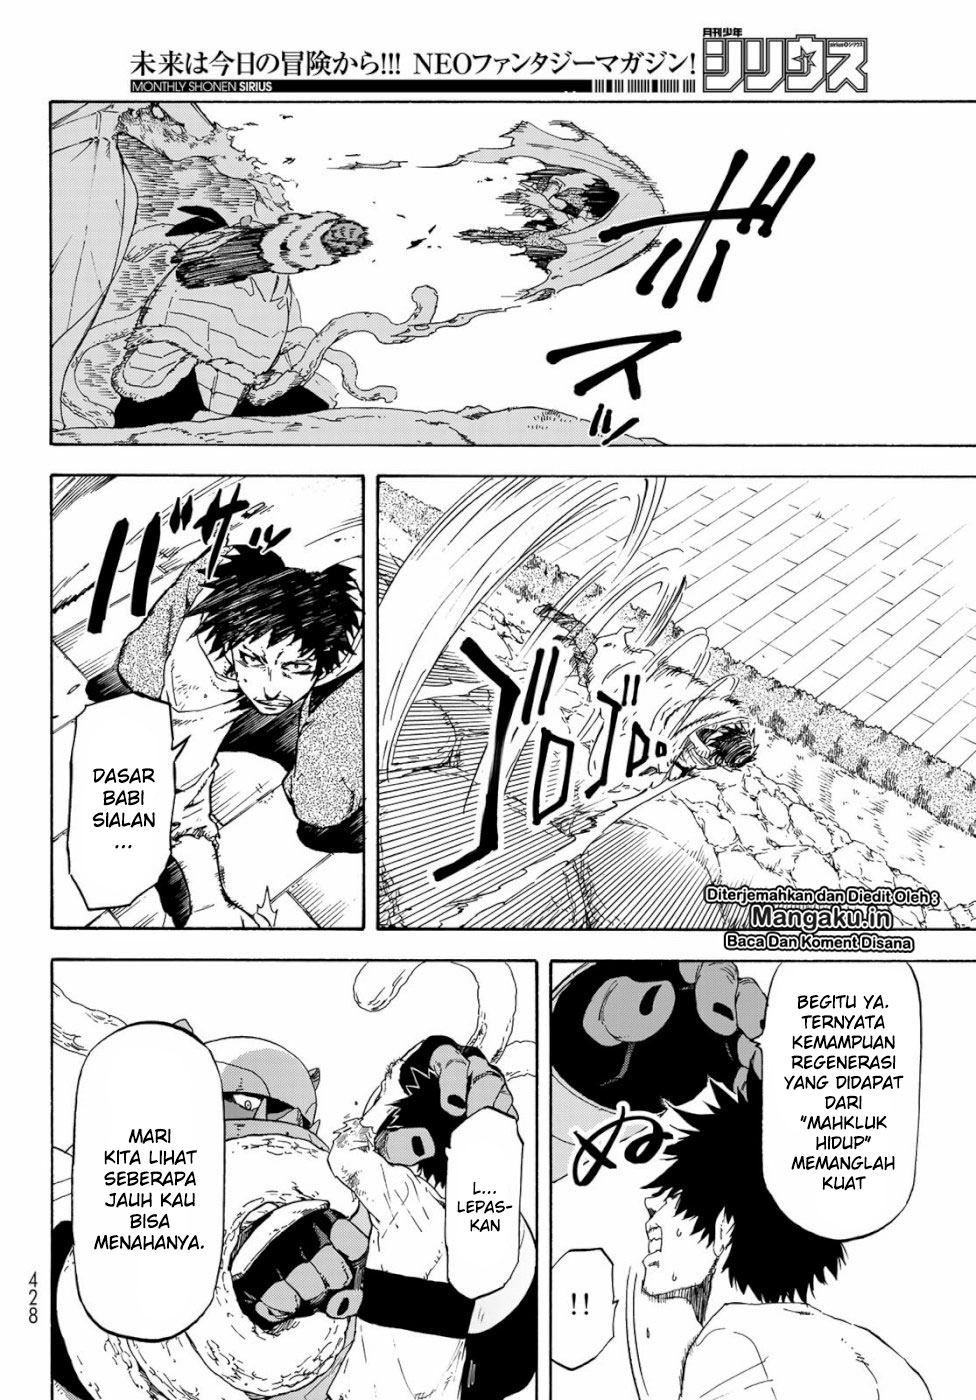 未来は今日の冒険から!!! NEOファンタジーマガジン!
月刊少年
シリウス
MONTHLY SHONEN SIRIUS
ボ
スッ
ゴロゴロ。
バザッ
DASAR
BABI
SIALAN
...
Diterjemahkan dan Diedit Oleh :
Mangaku.in
Baca Dan Koment Disana
BEGITU YA.
TERNYATA
KEMAMPUAN
REGENERASI
YANG DIDAPAT
DARI
"MAHKLUK
HIDUP"
MEMANGLAH
KUAT
ぬ
!!
L...
LEPAS-
KAN
MARI
KITA LIHAT
SEBERAPA
JAUH KAU
BISA
MENAHANYA.
428